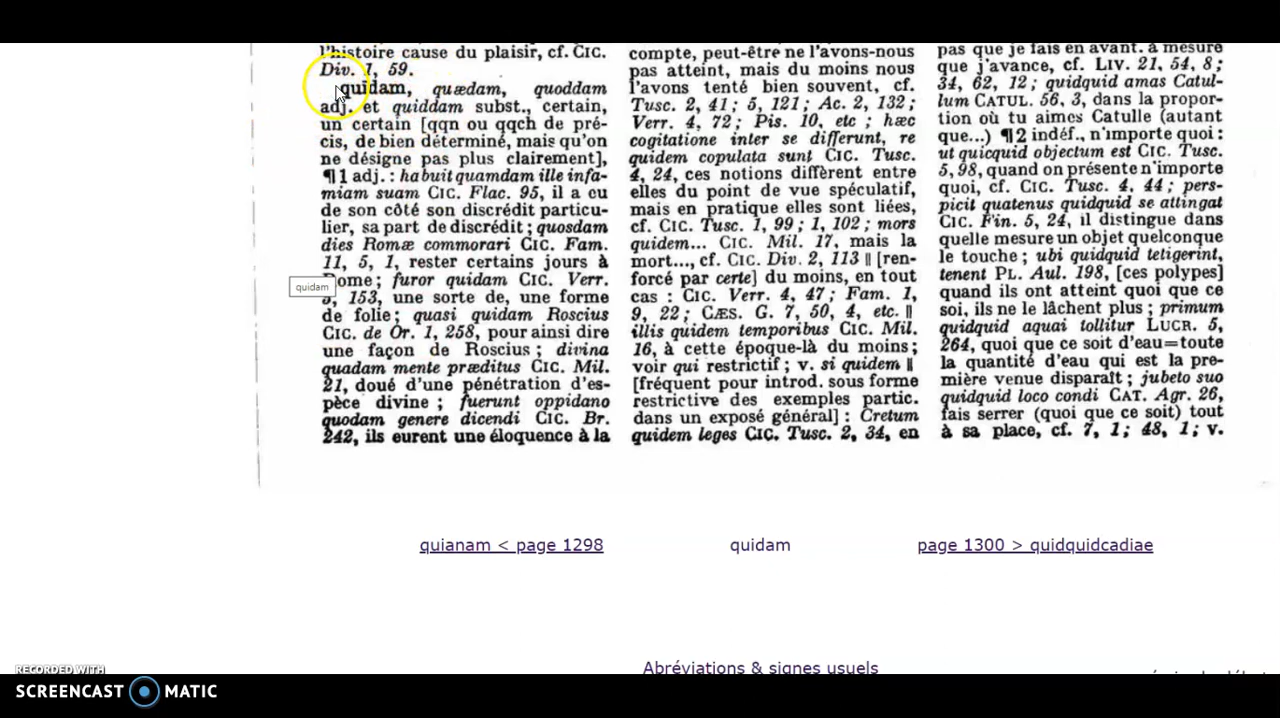 l'histoire cause du plaisir, cf. CIC.
Div. 1, 59.
quidam, quædam, quoddam
adj. et quiddam subst., certain,
un certain [qqn ou qqch de pré-
cis, de bien déterminé, mais qu'on
ne désigne pas plus clairement],
¶1 adj. : habuit quamdam ille infa-
miam suam CIC. Flac. 95, il a eu
de son côté son discrédit particu-
lier, sa part de discrédit ; quosdam
dies Romæ commorari CIC. Fam.
11, 5, 1, rester certains jours à
Rome ; furor quidam CIC. Verr.
153, une sorte de, une forme
de folie ; quasi quidam Roscius
CIC. de Or. 1, 258, pour ainsi dire
une façon de Roscius ; divina
quadam mente præditus CIC. Mil.
21, doué d'une pénétration d'es-
pèce divine ; fuerunt oppidano
quodam genere dicendi CIC. Br.
242, ils eurent une éloquence à la
compte, peut-être ne l'avons-nous
pas atteint, mais du moins nous
l'avons tenté bien souvent, cf.
Tusc. 2, 41 ; 5, 121 ; Ac. 2, 132 ;
Verr. 4, 72 ; Pis. 10, etc ; hæc
cogitatione inter se differunt, re
quidem copulata sunt CIC. Tusc.
4, 24, ces notions diffèrent entre
elles du point de vue spéculatif,
mais en pratique elles sont liées,
cf. CIC. Tusc. 1, 99 ; 1, 102 ; mors
quidem... CIC. Mil. 17, mais la
mort..., cf. CIC. Div. 2, 113 ‖ [ren-
forcé par certe] du moins, en tout
cas : CIC. Verr. 4, 47 ; Fam. 1,
9, 22 ; CÆS. G. 7, 50, 4, etc. ‖
illis quidem temporibus CIC. Mil.
16, à cette époque-là du moins ;
voir qui restrictif ; v. si quidem ‖
[fréquent pour introd. sous forme
restrictive des exemples partic.
dans un exposé général] : Cretum
quidem leges CIC. Tusc. 2, 34, en
pas que je fais en avant. à mesure
que j'avance, cf. LIV. 21, 54, 8 ;
34, 62, 12 ; quidquid amas Catul-
lum CATUL. 56, 3, dans la propor-
tion où tu aimes Catulle (autant
que...) ¶2 indéf., n'importe quoi :
ut quicquid objectum est CIC. Tusc.
5, 98, quand on présente n'importe
quoi, cf. CIC. Tusc. 4, 44 ; pers-
picit quatenus quidquid se attingat
CIC. Fin. 5, 24, il distingue dans
quelle mesure un objet quelconque
le touche ; ubi quidquid tetigerint,
tenent PL. Aul. 198, [ces polypes]
quand ils ont atteint quoi que ce
soi, ils ne le lâchent plus ; primum
quidquid aquai tollitur LUCR. 5,
264, quoi que ce soit d'eau=toute
la quantité d'eau qui est la pre-
mière venue disparaît ; jubeto suo
quidquid loco condi CAT. Agr. 26,
fais serrer (quoi que ce soit) tout
à sa place, cf. 7, 1 ; 48, 1 ; v.
quidam
quianam < page 1298
quidam
page 1300 > quidquidcadiae
Abréviations & signes usuels
RECORDED WITH
SCREENCAST MATIC